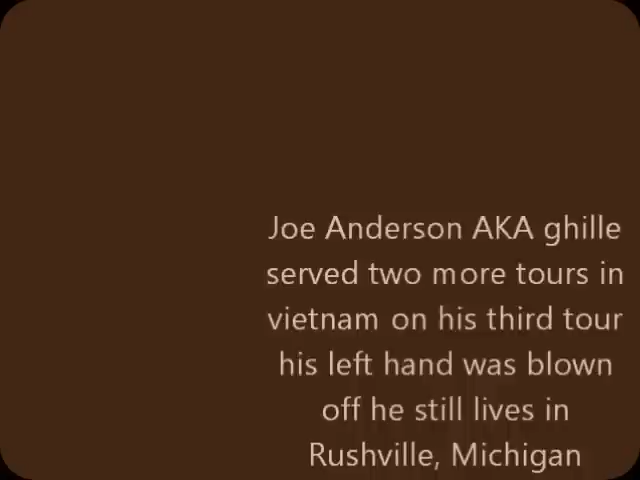 Joe Anderson AKA ghille
served two more tours in
vietnam on his third tour
his left hand was blown
off he still lives in
Rushville, Michigan